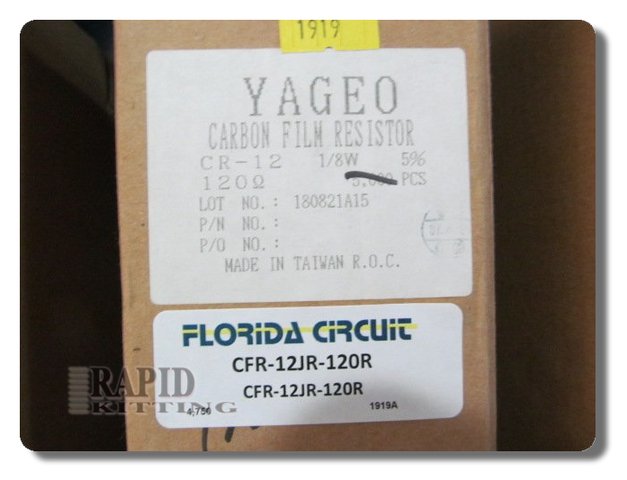 1919
YAGEO
CARBON FILM RESISTOR
CR-12 1/8W 5%
120Ω 5,000 PCS
LOT NO.: 180821A15
P/N NO.:
P/O NO.:
MADE IN TAIWAN R.O.C.
FLORiDA CiRCUiT
CFR-12JR-120R
CFR-12JR-120R
4,750 1919A
RAPID
KITTING